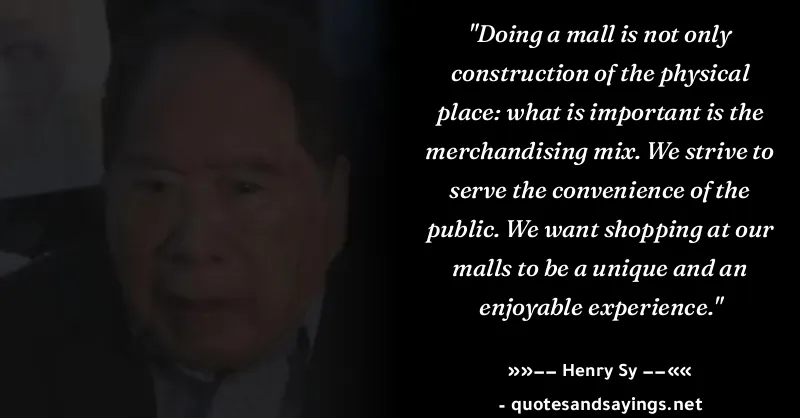 "Doing a mall is not only
construction of the physical
place: what is important is the
merchandising mix. We strive to
serve the convenience of the
public. We want shopping at our
malls to be a unique and an
enjoyable experience."
»»−− Henry Sy −−««
- quotesandsayings.net